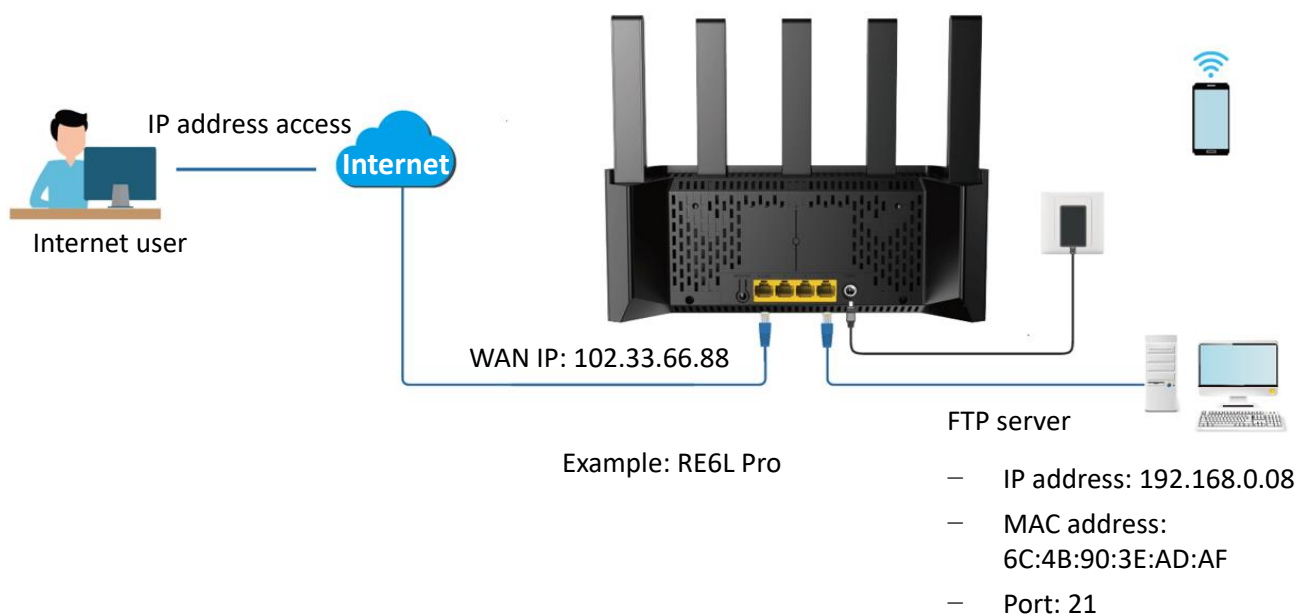 IP address access
Internet
Internet user
WAN IP: 102.33.66.88
Example: RE6L Pro
FTP server
– IP address: 192.168.0.08
– MAC address:
6C:4B:90:3E:AD:AF
– Port: 21